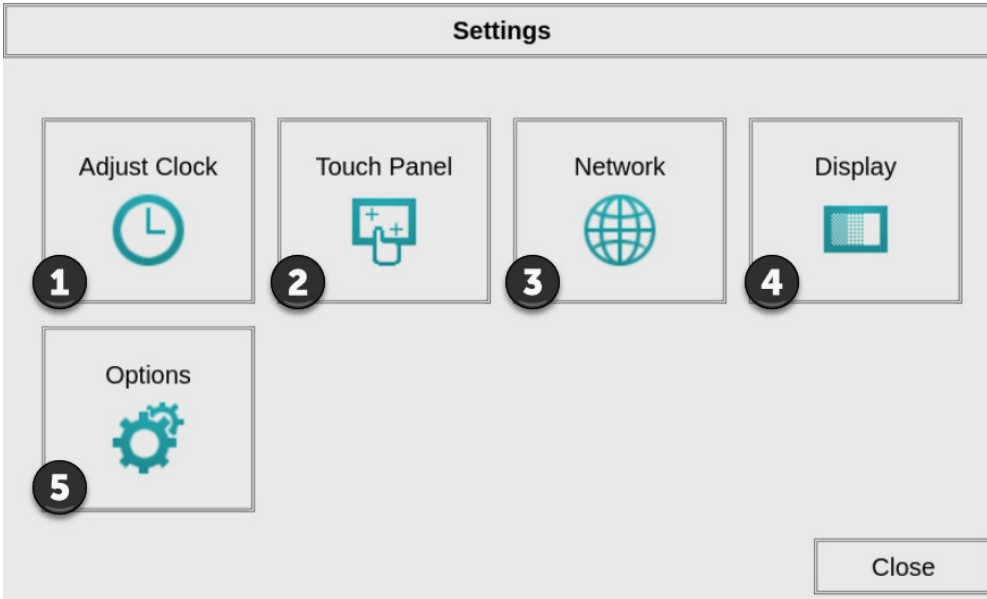 Settings
Adjust Clock
Touch Panel
Network
Display
1
2
3
4
Options
5
Close